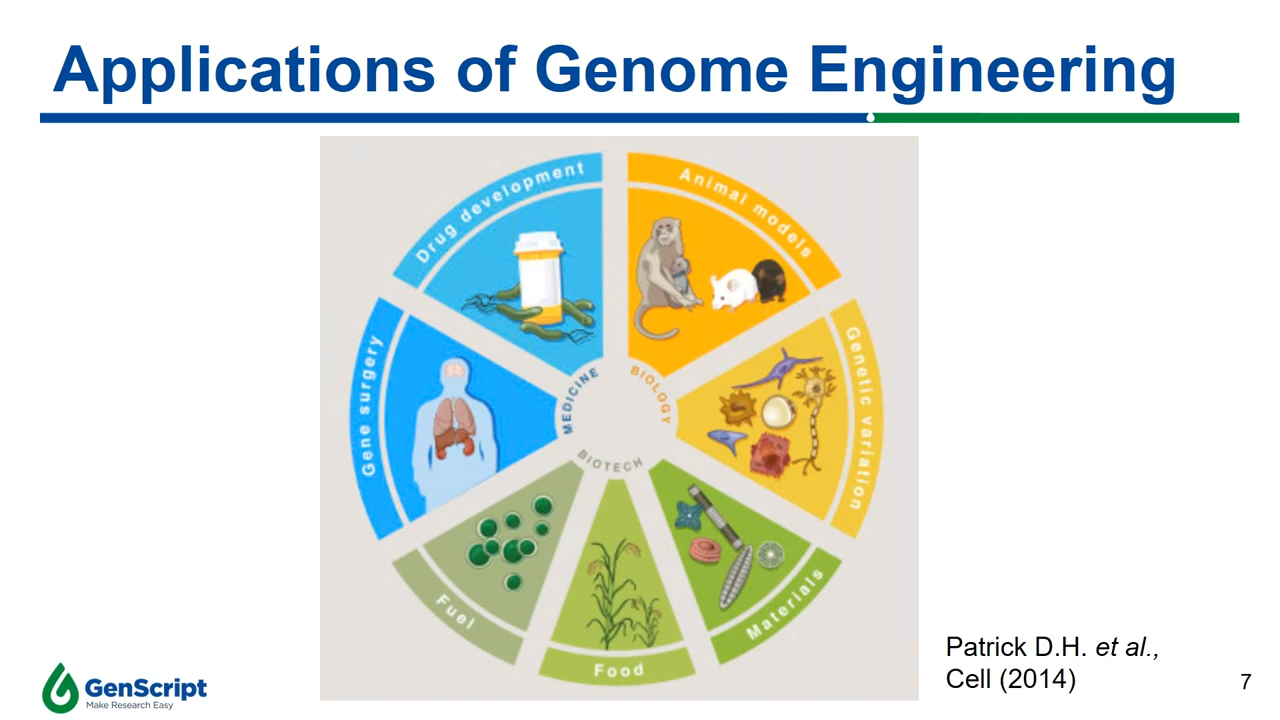 Applications of Genome Engineering
Drug development
Animal models
Gene surgery
Genetic variation
MEDICINE
BIOLOGY
BIOTECH
Fuel
Food
Materials
Patrick D.H. et al.,
Cell (2014)
GenScript
Make Research Easy
7